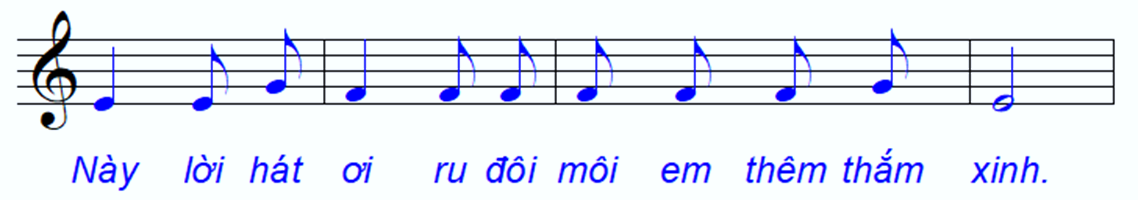 Này lời hát ơi ru đôi môi em thêm thắm xinh.